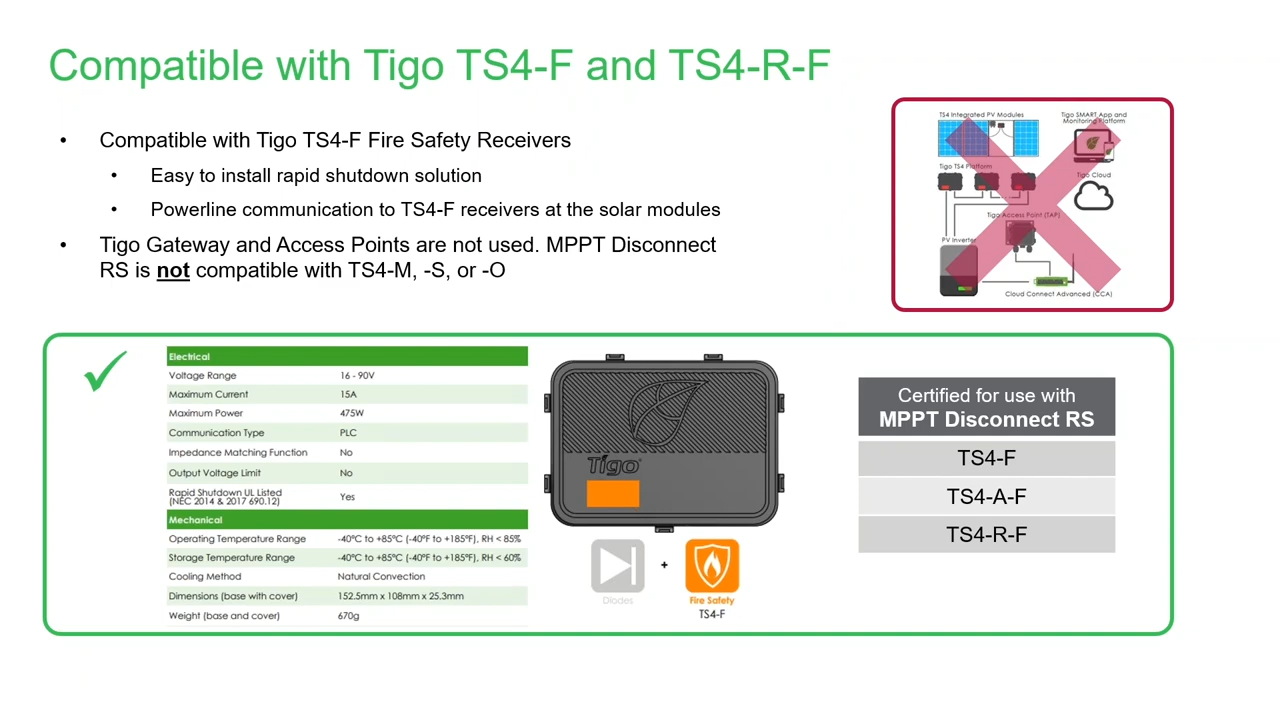 Compatible with Tigo TS4-F and TS4-R-F
• Compatible with Tigo TS4-F Fire Safety Receivers
• Easy to install rapid shutdown solution
• Powerline communication to TS4-F receivers at the solar modules
• Tigo Gateway and Access Points are not used. MPPT Disconnect
RS is not compatible with TS4-M, -S, or -O
TS4 Integrated PV Modules
Tigo SMART App and
Monitoring Platform
Tigo TS4 Platform
Tigo Cloud
Tigo Access Point (TAP)
PV Inverter
Cloud Connect Advanced (CCA)
Electrical
Voltage Range 16 - 90V
Maximum Current 15A
Maximum Power 475W
Communication Type PLC
Impedance Matching Function No
Output Voltage Limit No
Rapid Shutdown UL Listed
(NEC 2014 & 2017 690.12) Yes
Mechanical
Operating Temperature Range -40°C to +85°C (-40°F to +185°F), RH < 85%
Storage Temperature Range -40°C to +85°C (-40°F to +185°F), RH < 60%
Cooling Method Natural Convection
Dimensions (base with cover) 152.5mm x 108mm x 25.3mm
Weight (base and cover) 670g
Tigo
Diodes
+
Fire Safety
TS4-F
Certified for use with
MPPT Disconnect RS
TS4-F
TS4-A-F
TS4-R-F